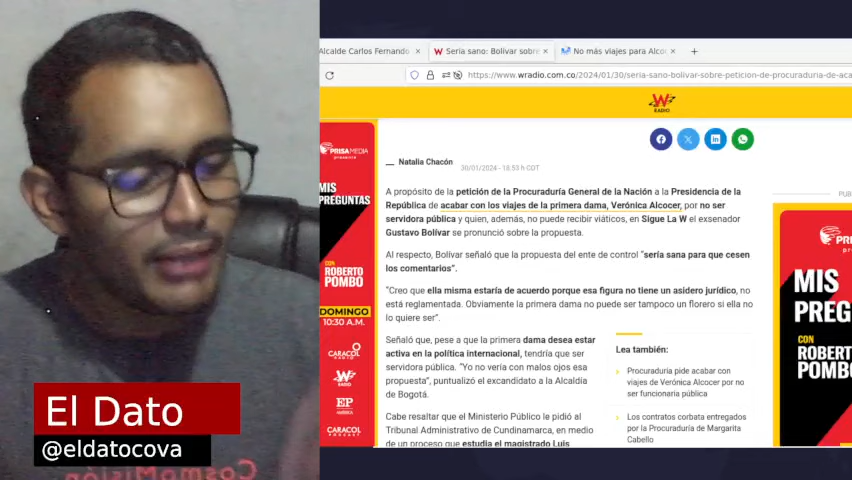 Alcalde Carlos Fernando
Sería sano: Bolívar sobre
No más viajes para Alco
https://www.wradio.com.co/2024/01/30/seria-sano-bolivar-sobre-peticion-de-procuraduria-de-aca
W
RADIO
Natalia Chacón
30/01/2024 - 18:53 h COT
A propósito de la petición de la Procuraduría General de la Nación a la Presidencia de la
República de acabar con los viajes de la primera dama, Verónica Alcocer, por no ser
servidora pública y quien, además, no puede recibir viáticos, en Sigue La W el exsenador
Gustavo Bolívar se pronunció sobre la propuesta.
Al respecto, Bolívar señaló que la propuesta del ente de control “sería sana para que cesen
los comentarios”.
“Creo que ella misma estaría de acuerdo porque esa figura no tiene un asidero jurídico, no
está reglamentada. Obviamente la primera dama no puede ser tampoco un florero si ella no
lo quiere ser”.
Señaló que, pese a que la primera dama desea estar
activa en la política internacional, tendría que ser
servidora pública. “Yo no vería con malos ojos esa
propuesta”, puntualizó el excandidato a la Alcaldía
de Bogotá.
Cabe resaltar que el Ministerio Público le pidió al
Tribunal Administrativo de Cundinamarca, en medio
de un proceso que estudia el magistrado Luis
Lea también:
Procuraduría pide acabar con
viajes de Verónica Alcocer por no
ser funcionaria pública
Los contratos corbata entregados
por la Procuraduría de Margarita
Cabello
PRISA MEDIA
presenta
MIS
PREGUNTAS
CON
ROBERTO
POMBO
DOMINGO
10:30 A.M.
CARACOL
W
RADIO
EP
AMÉRICA
CARACOL
PODCAST
PUB
PRIS
MIS
PREG
CON
ROBERT
POMB
El Dato
@eldatocova
CosmoMisión